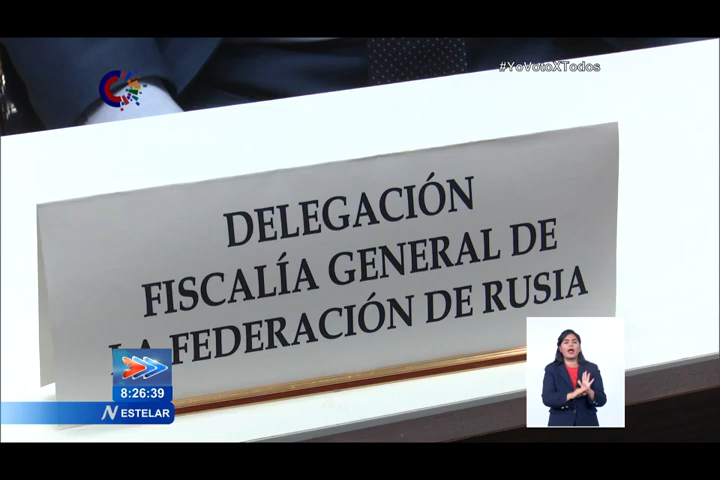 #YoVotoXTodos
DELEGACIÓN
FISCALÍA GENERAL DE
LA FEDERACIÓN DE RUSIA
8:26:39
N ESTELAR